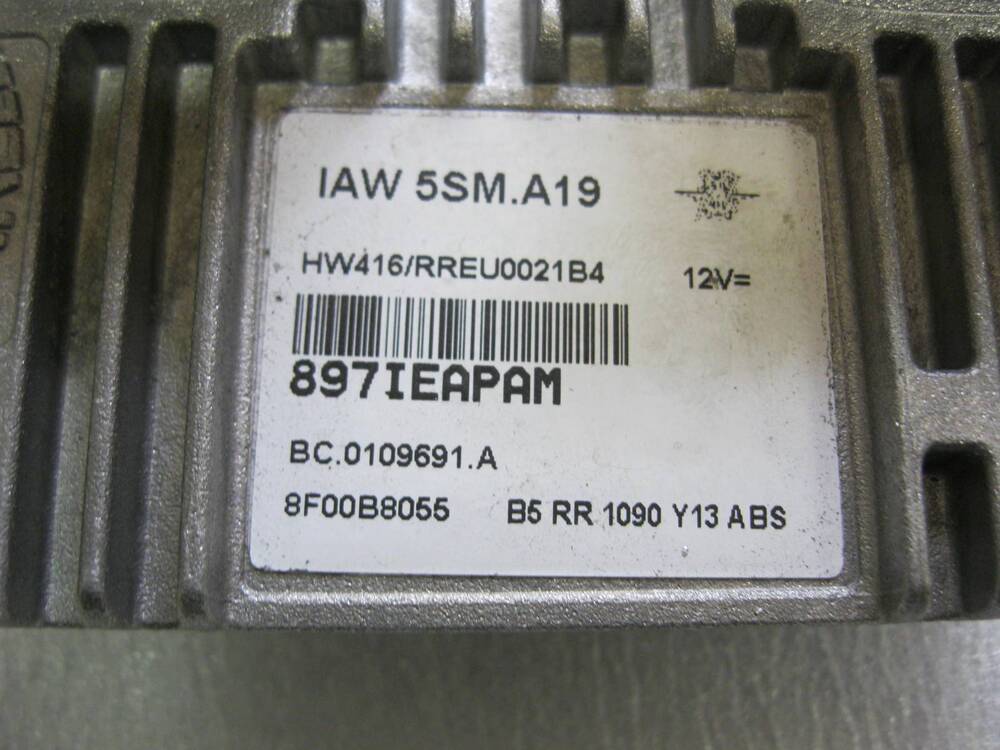 IAW 5SM.A19
HW416/RREU0021B4 12V=
897IEAPAM
BC.0109691.A
8F00B8055 B5 RR 1090 Y13 ABS